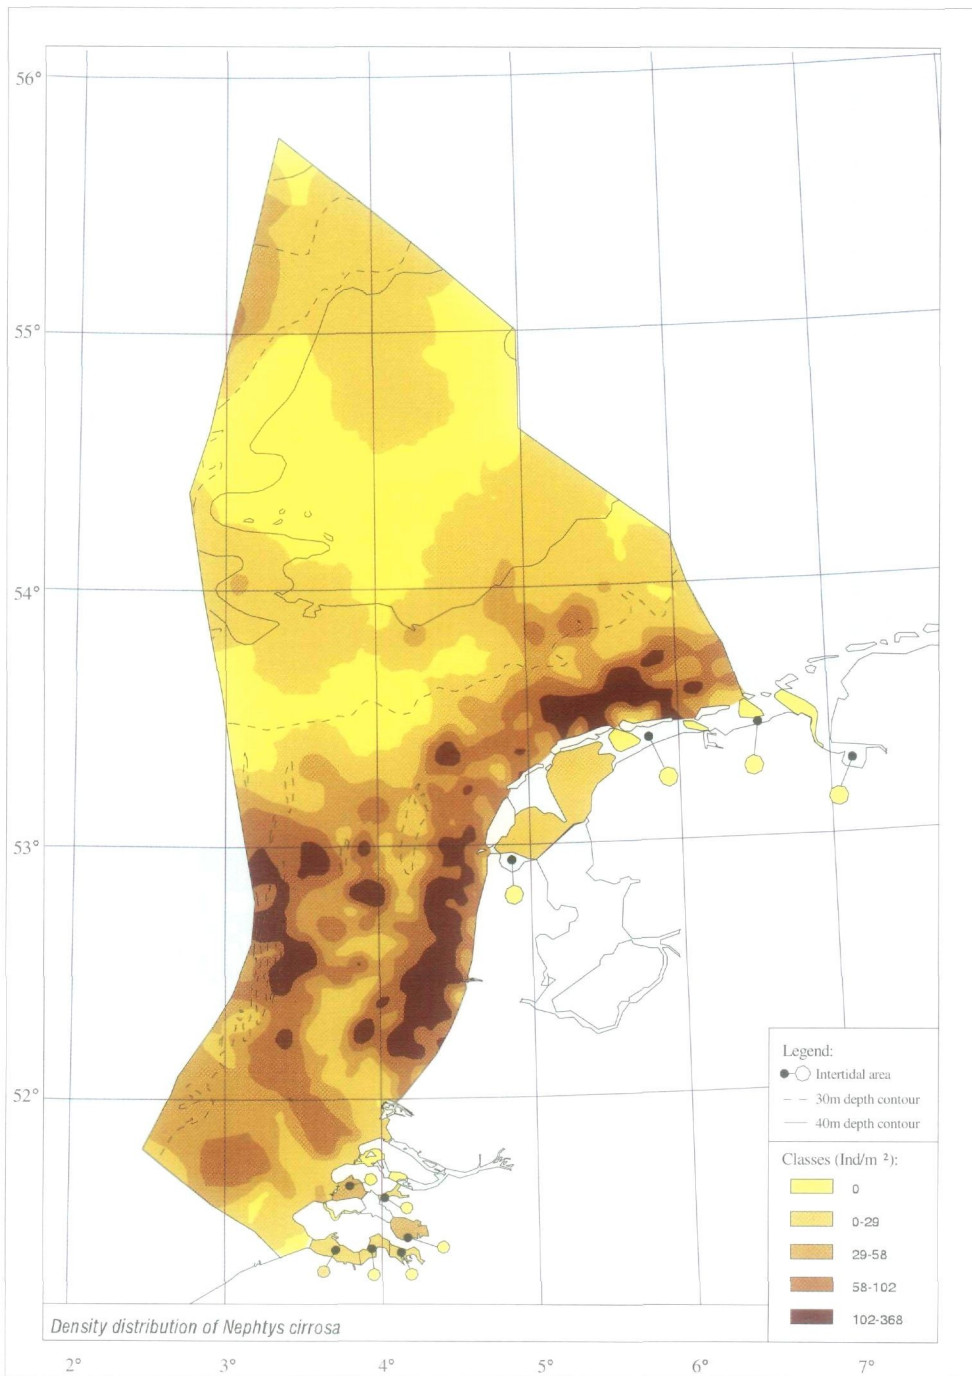 56°
55°
54°
53°
52°
Legend:
Intertidal area
30m depth contour
40m depth contour
Classes (Ind/m ²):
0
0-29
29-58
58-102
102-368
Density distribution of Nephtys cirrosa
2° 3° 4° 5° 6° 7°